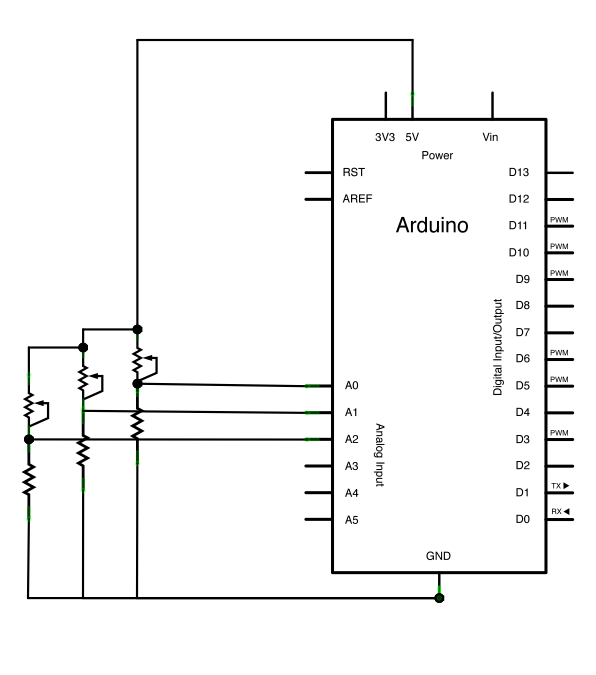 3V3 5V Vin
Power
RST D13
AREF D12
Arduino D11 PWM
D10 PWM
D9 PWM
D8
Digital Input/Output
D7
D6 PWM
A0 D5 PWM
A1 D4
Analog Input
A2 D3 PWM
A3 D2
A4 D1 TX ▶
A5 D0 RX ◀
GND